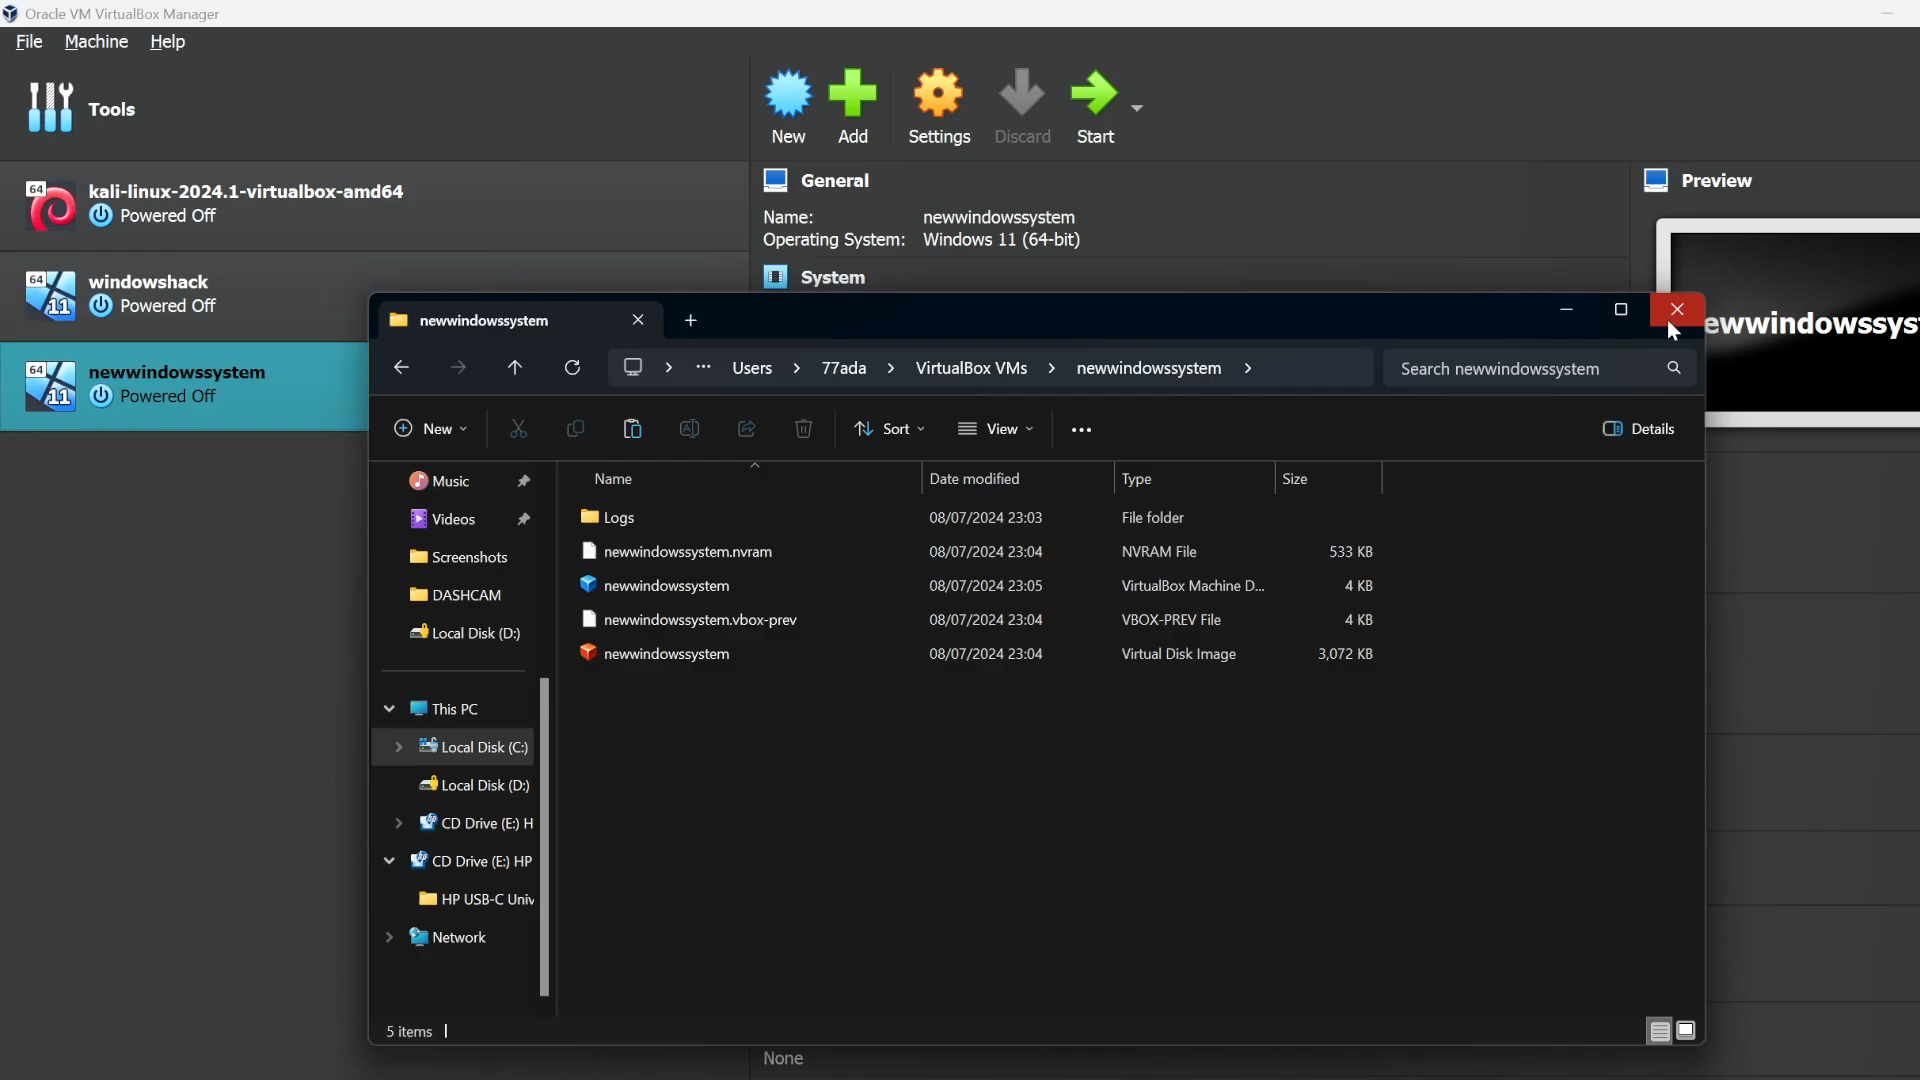 Oracle VM VirtualBox Manager
File Machine Help
Tools
New Add Settings Discard Start
64 kali-linux-2024.1-virtualbox-amd64
Powered Off
64 11 windowshack
Powered Off
64 11 newwindowssystem
Powered Off
General
Name: newwindowssystem
Operating System: Windows 11 (64-bit)
System
Preview
ewwindowssys
newwindowssystem
Users > 77ada > VirtualBox VMs > newwindowssystem >
Search newwindowssystem
New Sort View ••• Details
Music
Videos
Screenshots
DASHCAM
Local Disk (D:)
This PC
Local Disk (C:)
Local Disk (D:)
CD Drive (E:) H
CD Drive (E:) HP
HP USB-C Univ
Network
Name Date modified Type Size
Logs 08/07/2024 23:03 File folder
newwindowssystem.nvram 08/07/2024 23:04 NVRAM File 533 KB
newwindowssystem 08/07/2024 23:05 VirtualBox Machine D... 4 KB
newwindowssystem.vbox-prev 08/07/2024 23:04 VBOX-PREV File 4 KB
newwindowssystem 08/07/2024 23:04 Virtual Disk Image 3,072 KB
5 items
None